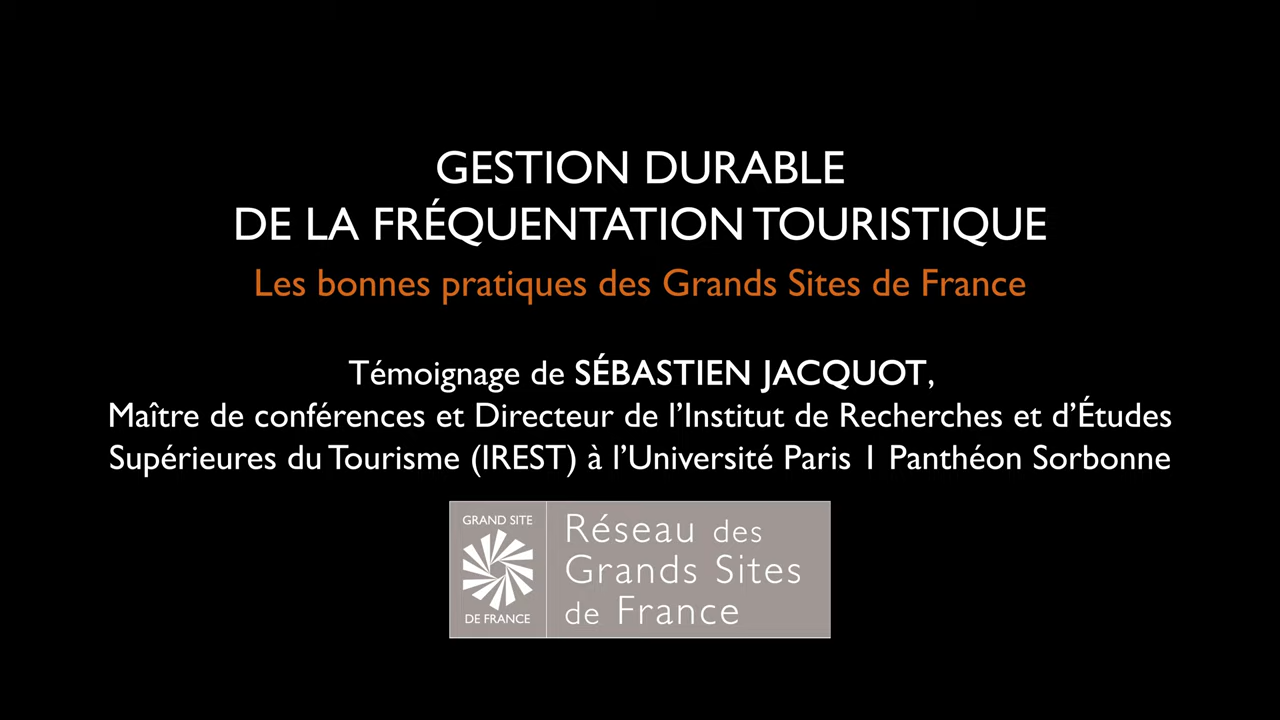 GESTION DURABLE
DE LA FRÉQUENTATION TOURISTIQUE
Les bonnes pratiques des Grands Sites de France
Témoignage de SÉBASTIEN JACQUOT,
Maître de conférences et Directeur de l'Institut de Recherches et d'Études
Supérieures du Tourisme (IREST) à l'Université Paris 1 Panthéon Sorbonne
GRAND SITE
DE FRANCE
Réseau des
Grands Sites
de France